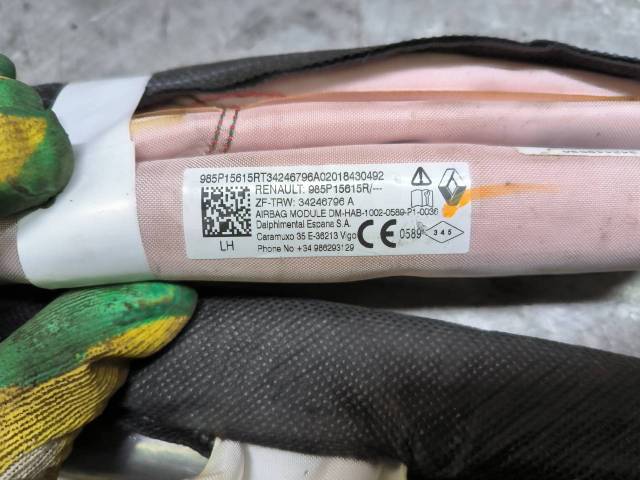 985P15615RT34246796A02018430492
RENAULT: 985P15615R/---
ZF-TRW: 34246796 A
AIRBAG MODULE DM-HAB-1002-0589-P1-0036
Dalphimental Espana S.A.
Caramuxo 35 E-36213 Vigo
Phone No +34 986293129
LH
CE 0589
345